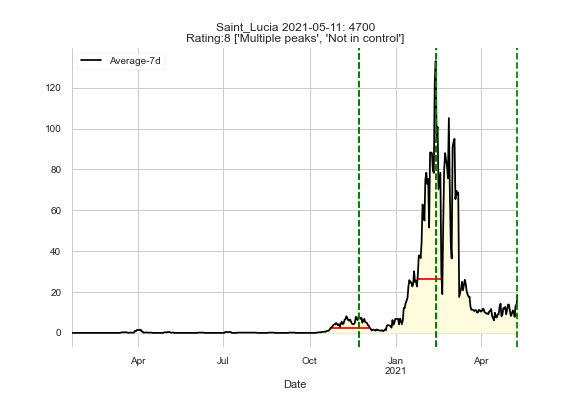 Saint_Lucia 2021-05-11: 4700
Rating:8 ['Multiple peaks', 'Not in control']
Average-7d
120
100
80
60
40
20
0
Apr
Jul
Oct
Jan
2021
Apr
Date